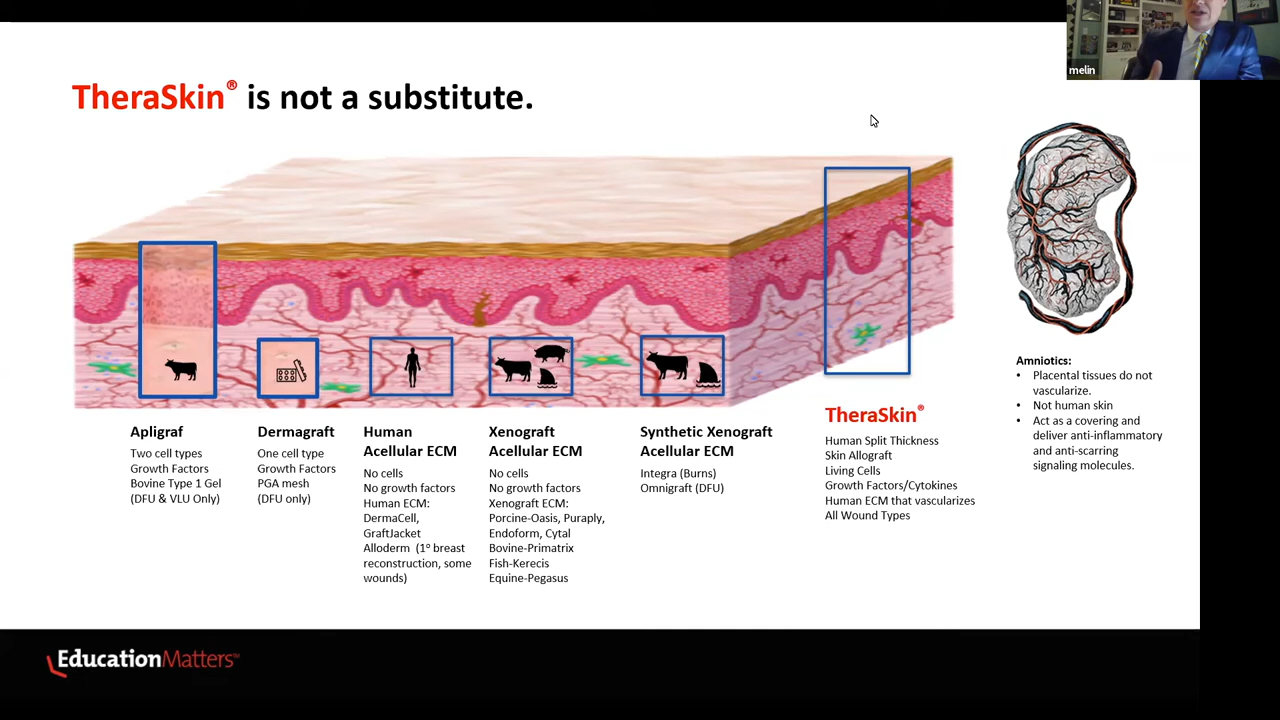 melin
TheraSkin® is not a substitute.
Apligraf
Two cell types
Growth Factors
Bovine Type 1 Gel
(DFU & VLU Only)
Dermagraft
One cell type
Growth Factors
PGA mesh
(DFU only)
Human
Acellular ECM
No cells
No growth factors
Human ECM:
DermaCell,
GraftJacket
Alloderm (1° breast
reconstruction, some
wounds)
Xenograft
Acellular ECM
No cells
No growth factors
Xenograft ECM:
Porcine-Oasis, Puraply,
Endoform, Cytal
Bovine-Primatrix
Fish-Kerecis
Equine-Pegasus
Synthetic Xenograft
Acellular ECM
Integra (Burns)
Omnigraft (DFU)
TheraSkin®
Human Split Thickness
Skin Allograft
Living Cells
Growth Factors/Cytokines
Human ECM that vascularizes
All Wound Types
Amniotics:
• Placental tissues do not
vascularize.
• Not human skin
• Act as a covering and
deliver anti-inflammatory
and anti-scarring
signaling molecules.
EducationMatters™